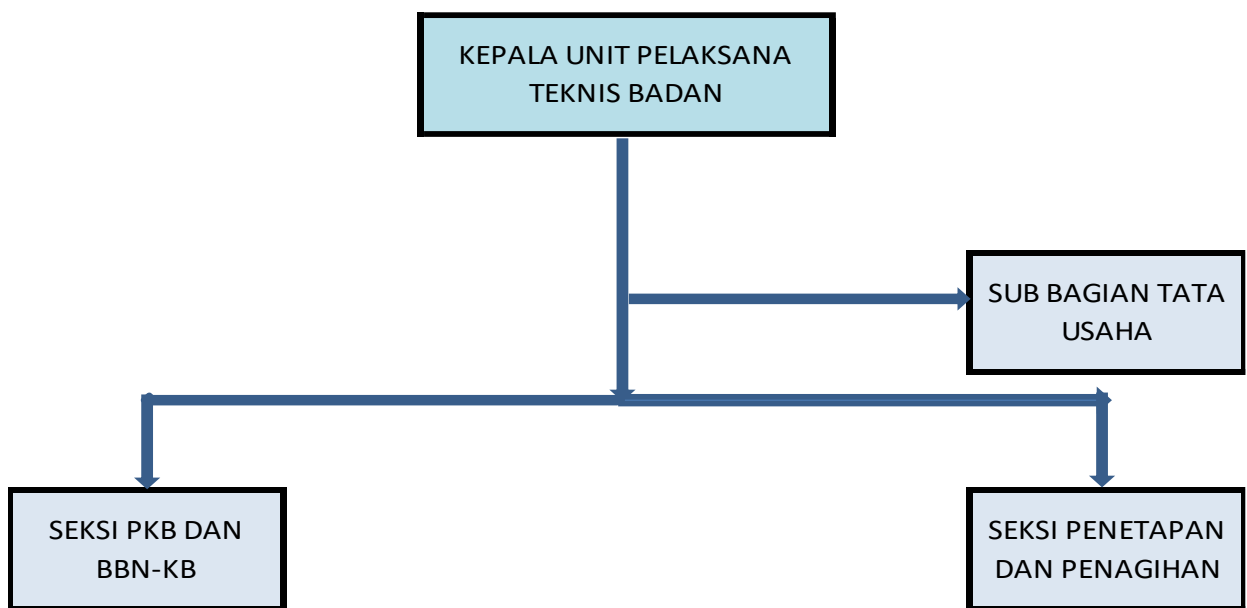 KEPALA UNIT PELAKSANA
TEKNIS BADAN
SUB BAGIAN TATA
USAHA
SEKSI PKB DAN
BBN-KB
SEKSI PENETAPAN
DAN PENAGIHAN